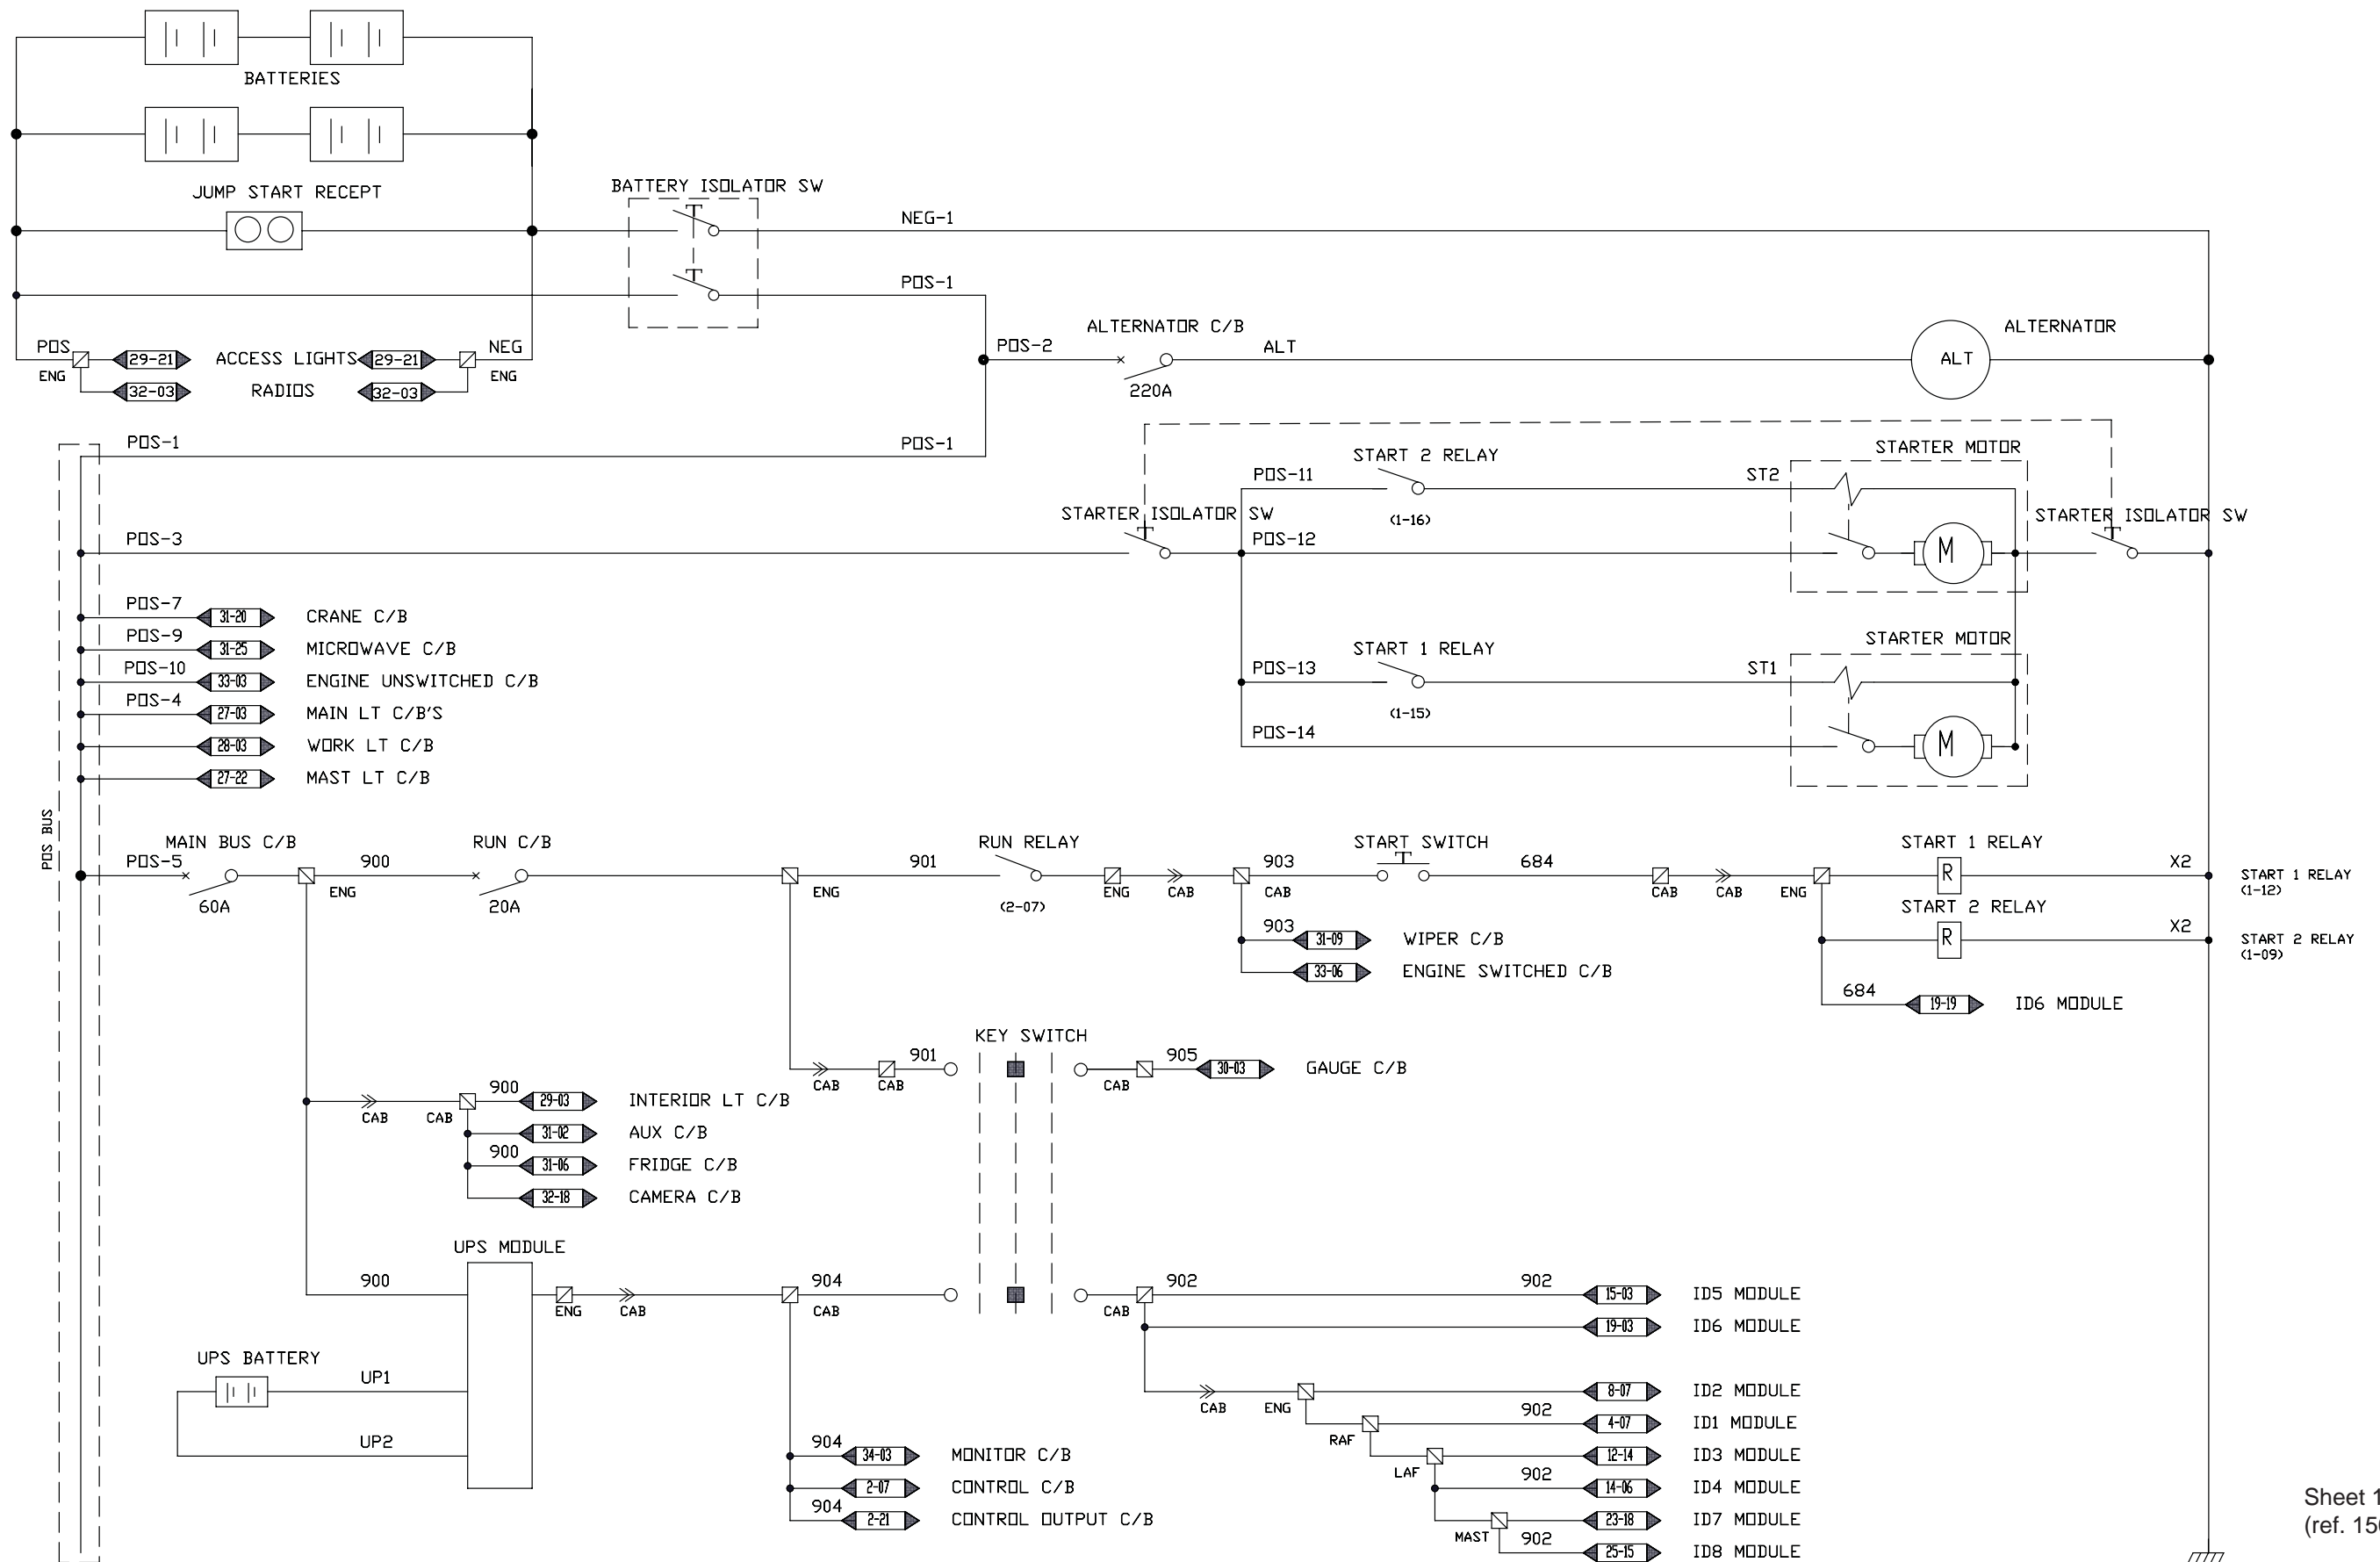 BATTERIES
JUMP START RECEPT
BATTERY ISOLATOR SW
NEG-1
POS-1
ALTERNATOR C/B
ALTERNATOR
POS 29-21 ACCESS LIGHTS 29-21 NEG
POS-2 ALT ALT
ENG ENG
32-03 RADIOS 32-03
220A
POS-1 POS-1
START 2 RELAY
STARTER MOTOR
POS-11 ST2
(1-16)
STARTER ISOLATOR SW
STARTER ISOLATOR SW
POS-3 POS-12 M
POS-7 31-20 CRANE C/B
POS-9 31-25 MICROWAVE C/B
POS-10 33-03 ENGINE UNSWITCHED C/B
POS-4 27-03 MAIN LT C/B'S
28-03 WORK LT C/B
27-22 MAST LT C/B
START 1 RELAY
STARTER MOTOR
POS-13 ST1
(1-15)
POS-14 M
POS BUS
MAIN BUS C/B RUN C/B RUN RELAY START SWITCH START 1 RELAY
POS-5 900 901 903 684 X2
60A ENG 20A ENG (2-07) ENG CAB CAB CAB CAB ENG R
START 1 RELAY
(1-12)
START 2 RELAY
R X2
START 2 RELAY
(1-09)
903 31-09 WIPER C/B
33-06 ENGINE SWITCHED C/B
684 19-19 ID6 MODULE
KEY SWITCH
901 905 30-03 GAUGE C/B
CAB CAB CAB
900 29-03 INTERIOR LT C/B
CAB CAB
31-02 AUX C/B
900 31-06 FRIDGE C/B
32-18 CAMERA C/B
UPS MODULE
900 904 902 902 15-03 ID5 MODULE
ENG CAB CAB CAB
19-03 ID6 MODULE
UPS BATTERY
UP1
UP2
8-07 ID2 MODULE
CAB ENG
902 4-07 ID1 MODULE
RAF
904 34-03 MONITOR C/B
12-14 ID3 MODULE
LAF
2-07 CONTROL C/B
902 14-06 ID4 MODULE
904 2-21 CONTROL OUTPUT C/B
23-18 ID7 MODULE
MAST
902 25-15 ID8 MODULE
Sheet 1
(ref. 15